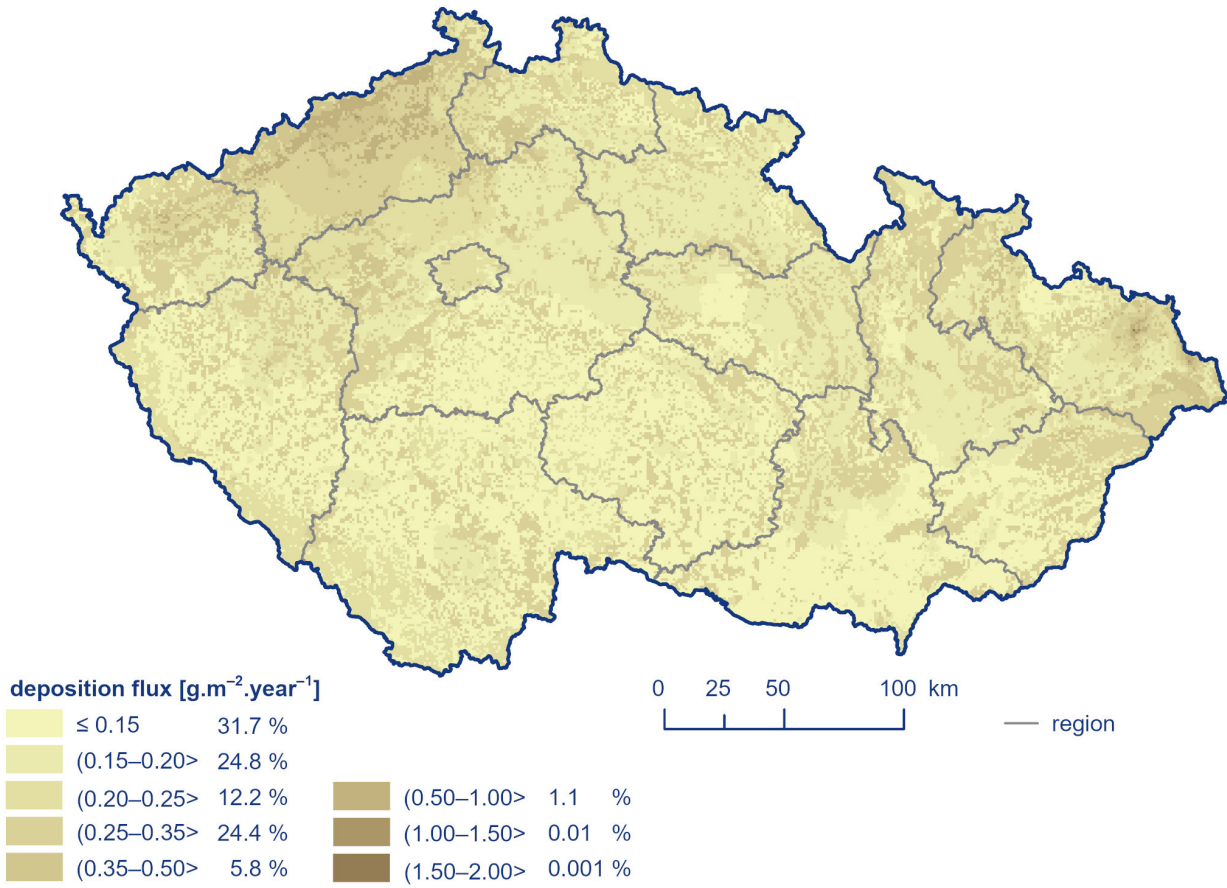 deposition flux [g.m⁻².year⁻¹]
≤ 0.15 31.7 %
(0.15–0.20> 24.8 %
(0.20–0.25> 12.2 %
(0.25–0.35> 24.4 %
(0.35–0.50> 5.8 %
(0.50–1.00> 1.1 %
(1.00–1.50> 0.01 %
(1.50–2.00> 0.001 %
0 25 50 100 km
region